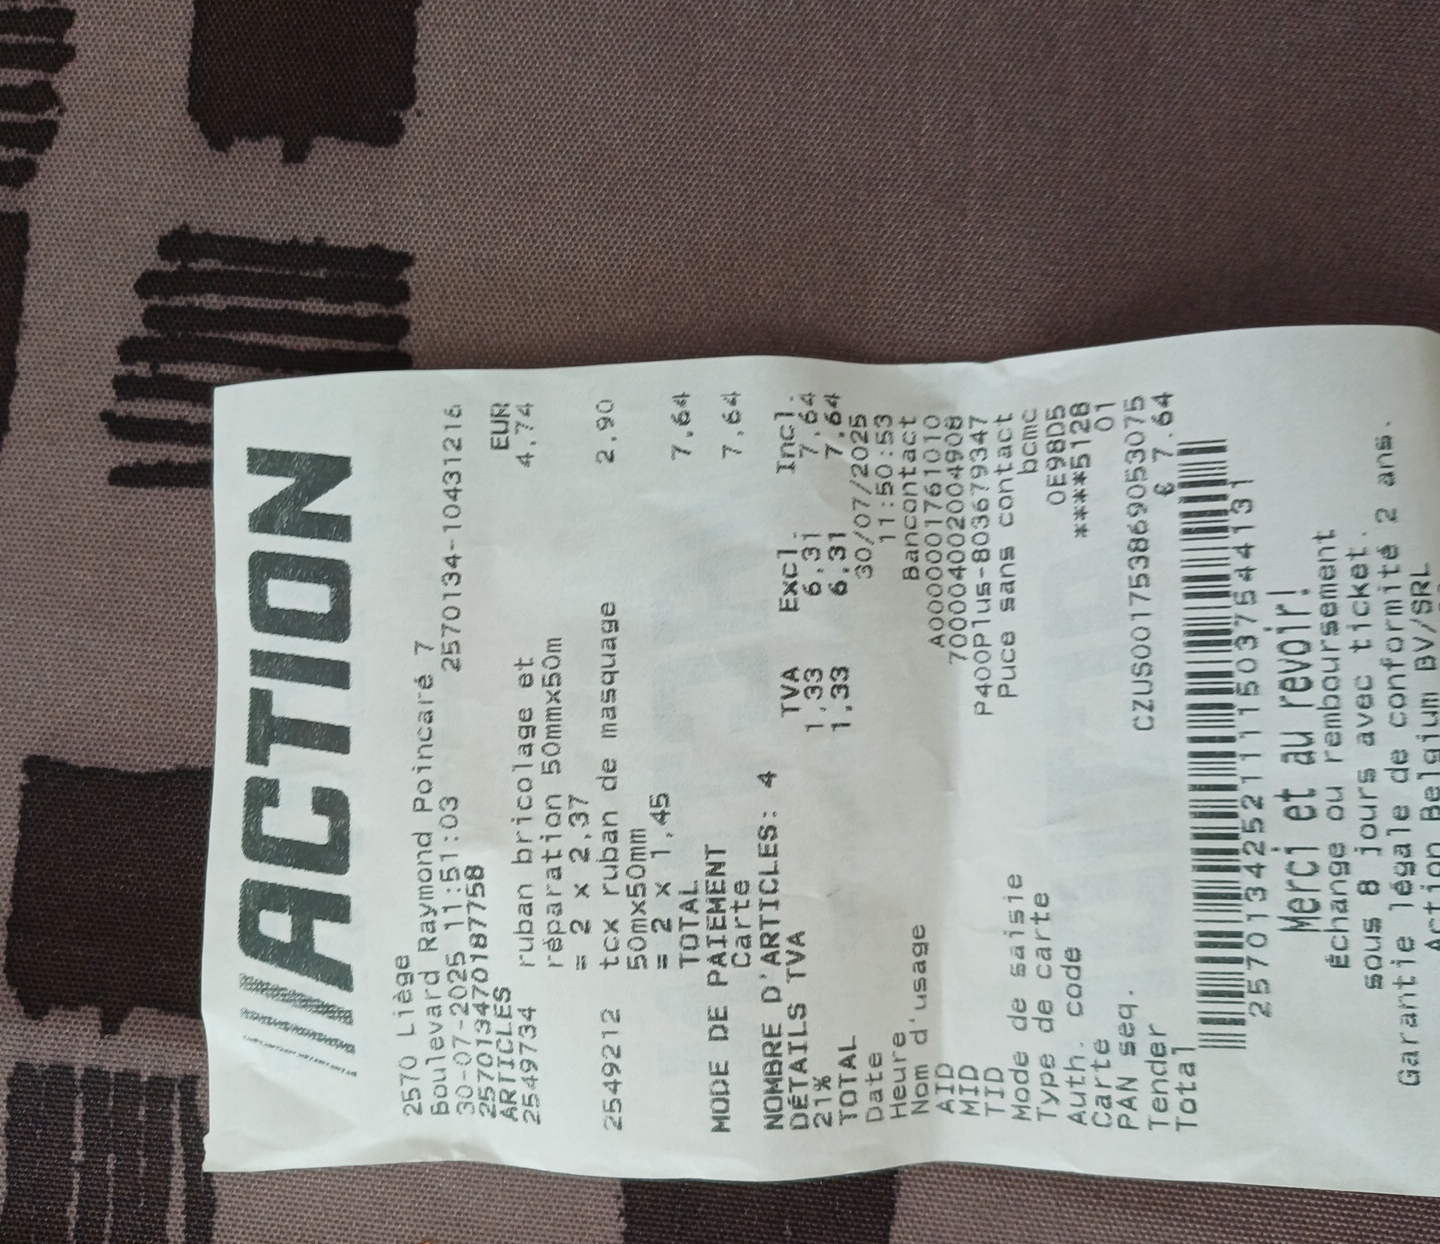 ACTION
2570 Liège
Boulevard Raymond Poincaré 7
30-07-2025 11:51:03 2570134-10431216
257013470187758
ARTICLES EUR
2549734 ruban bricolage et 4,74
réparation 50mmx50m
= 2 x 2,37
2549212 tcx ruban de masquage 2,90
50mx50mm
= 2 x 1,45
TOTAL 7,64
MODE DE PAIEMENT
Carte 7,64
NOMBRE D'ARTICLES: 4
DÉTAILS TVA TVA Excl. Incl.
21% 1,33 6,31 7,64
TOTAL 1,33 6,31 7,64
Date 30/07/2025
Heure 11:50:53
Nom d'usage Bancontact
AID A0000001761010
MID 700004002004908
TID P400Plus-803679347
Mode de saisie Puce sans contact
Type de carte bcmc
Auth. code 0E98D5
Carte ****5128
PAN seq. 01
Tender CZUS001753869053075
Total € 7.64
257013425211115037544131
Merci et au revoir!
Échange ou remboursement
sous 8 jours avec ticket.
Garantie légale de conformité 2 ans.
Action Belgium BV/SRL